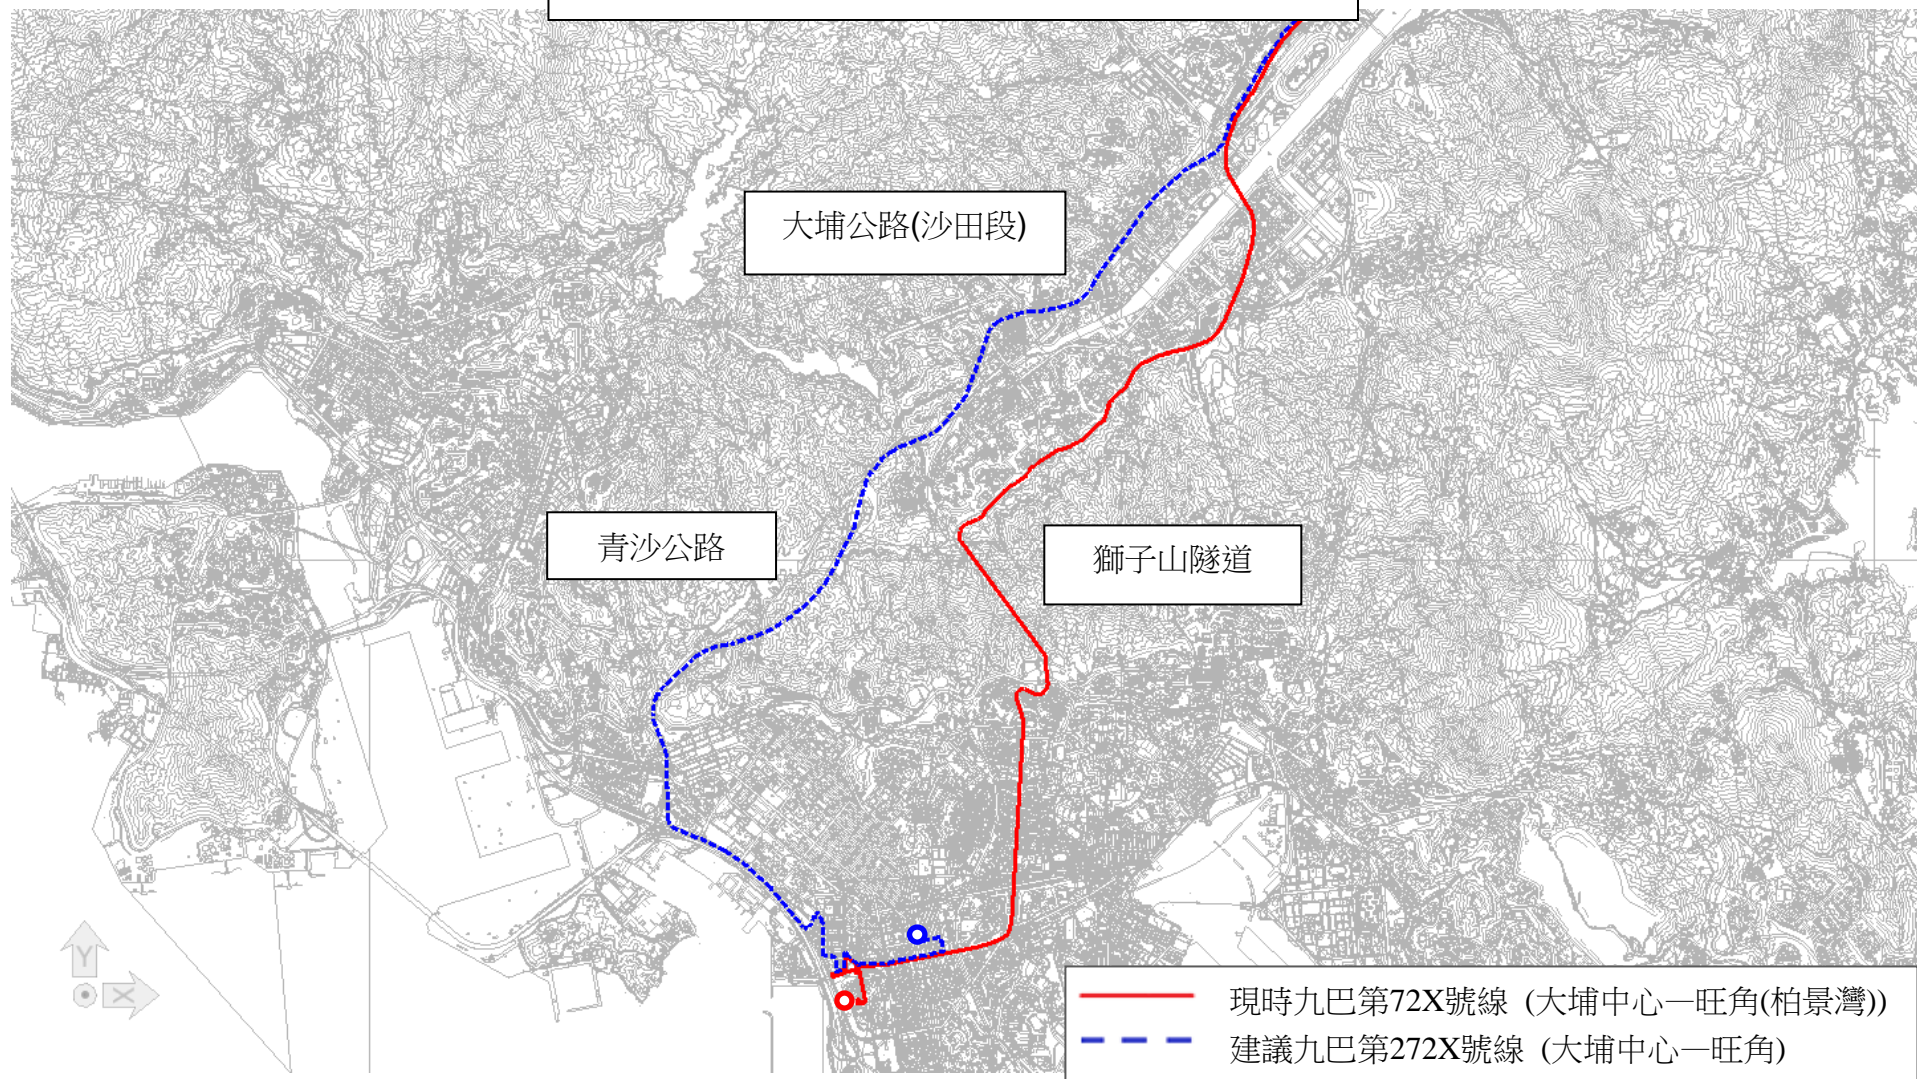 大埔公路(沙田段)
青沙公路
獅子山隧道
Y
X
現時九巴第72X號線 (大埔中心—旺角(柏景灣))
建議九巴第272X號線 (大埔中心—旺角)